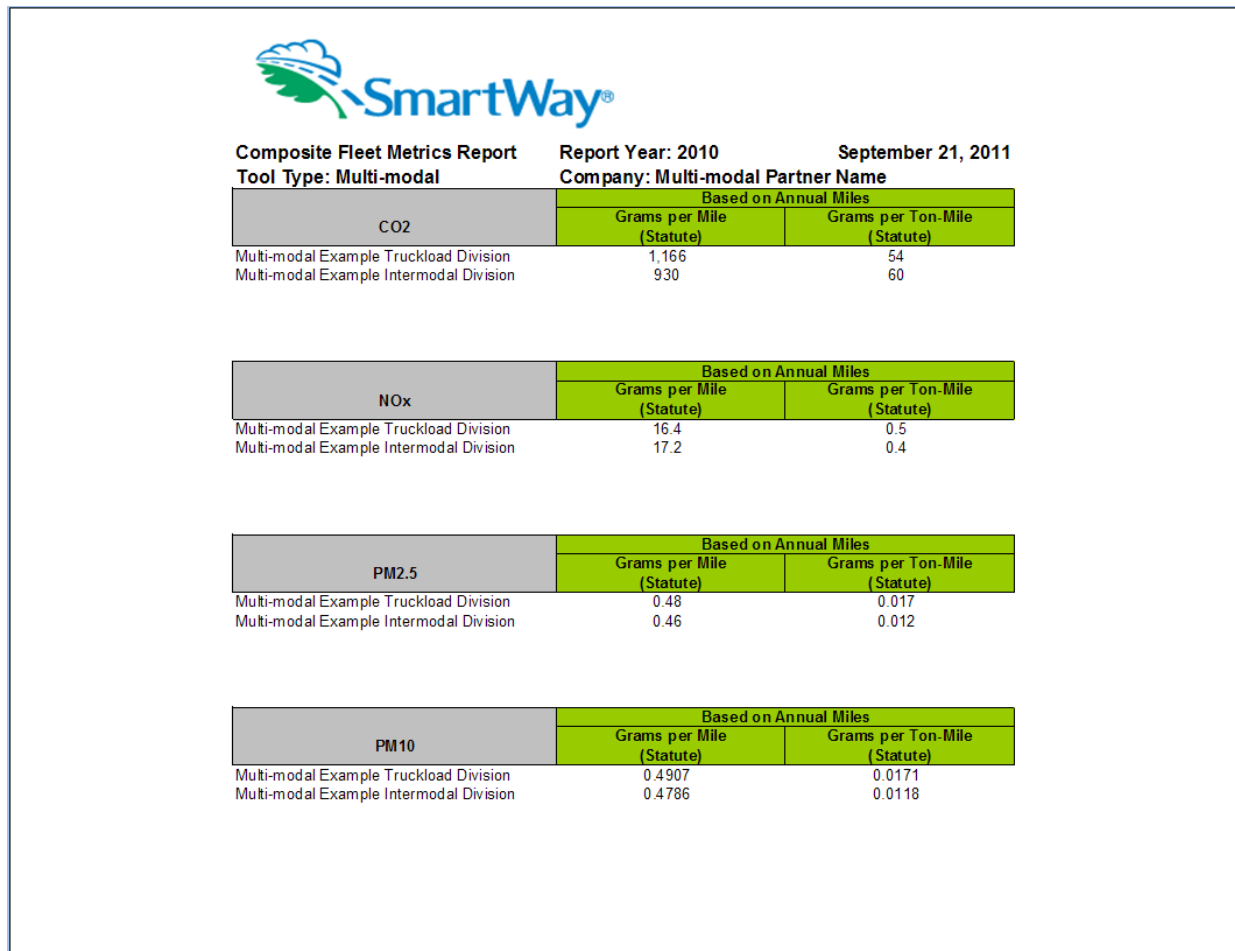 SmartWay®
Composite Fleet Metrics Report Report Year: 2010 September 21, 2011
Tool Type: Multi-modal Company: Multi-modal Partner Name
CO2 Based on Annual Miles
Grams per Mile (Statute) Grams per Ton-Mile (Statute)
Multi-modal Example Truckload Division 1,166 54
Multi-modal Example Intermodal Division 930 60
NOx Based on Annual Miles
Grams per Mile (Statute) Grams per Ton-Mile (Statute)
Multi-modal Example Truckload Division 16.4 0.5
Multi-modal Example Intermodal Division 17.2 0.4
PM2.5 Based on Annual Miles
Grams per Mile (Statute) Grams per Ton-Mile (Statute)
Multi-modal Example Truckload Division 0.48 0.017
Multi-modal Example Intermodal Division 0.46 0.012
PM10 Based on Annual Miles
Grams per Mile (Statute) Grams per Ton-Mile (Statute)
Multi-modal Example Truckload Division 0.4907 0.0171
Multi-modal Example Intermodal Division 0.4786 0.0118